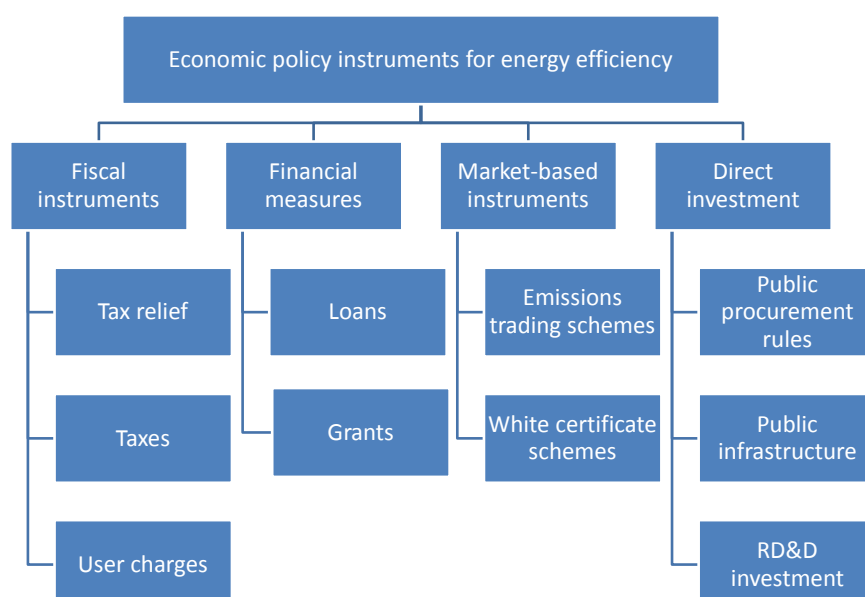 Economic policy instruments for energy efficiency
Fiscal
instruments
Financial
measures
Market-based
instruments
Direct
investment
Tax relief
Loans
Emissions
trading schemes
Public
procurement
rules
Taxes
Grants
White certificate
schemes
Public
infrastructure
User charges
RD&D
investment